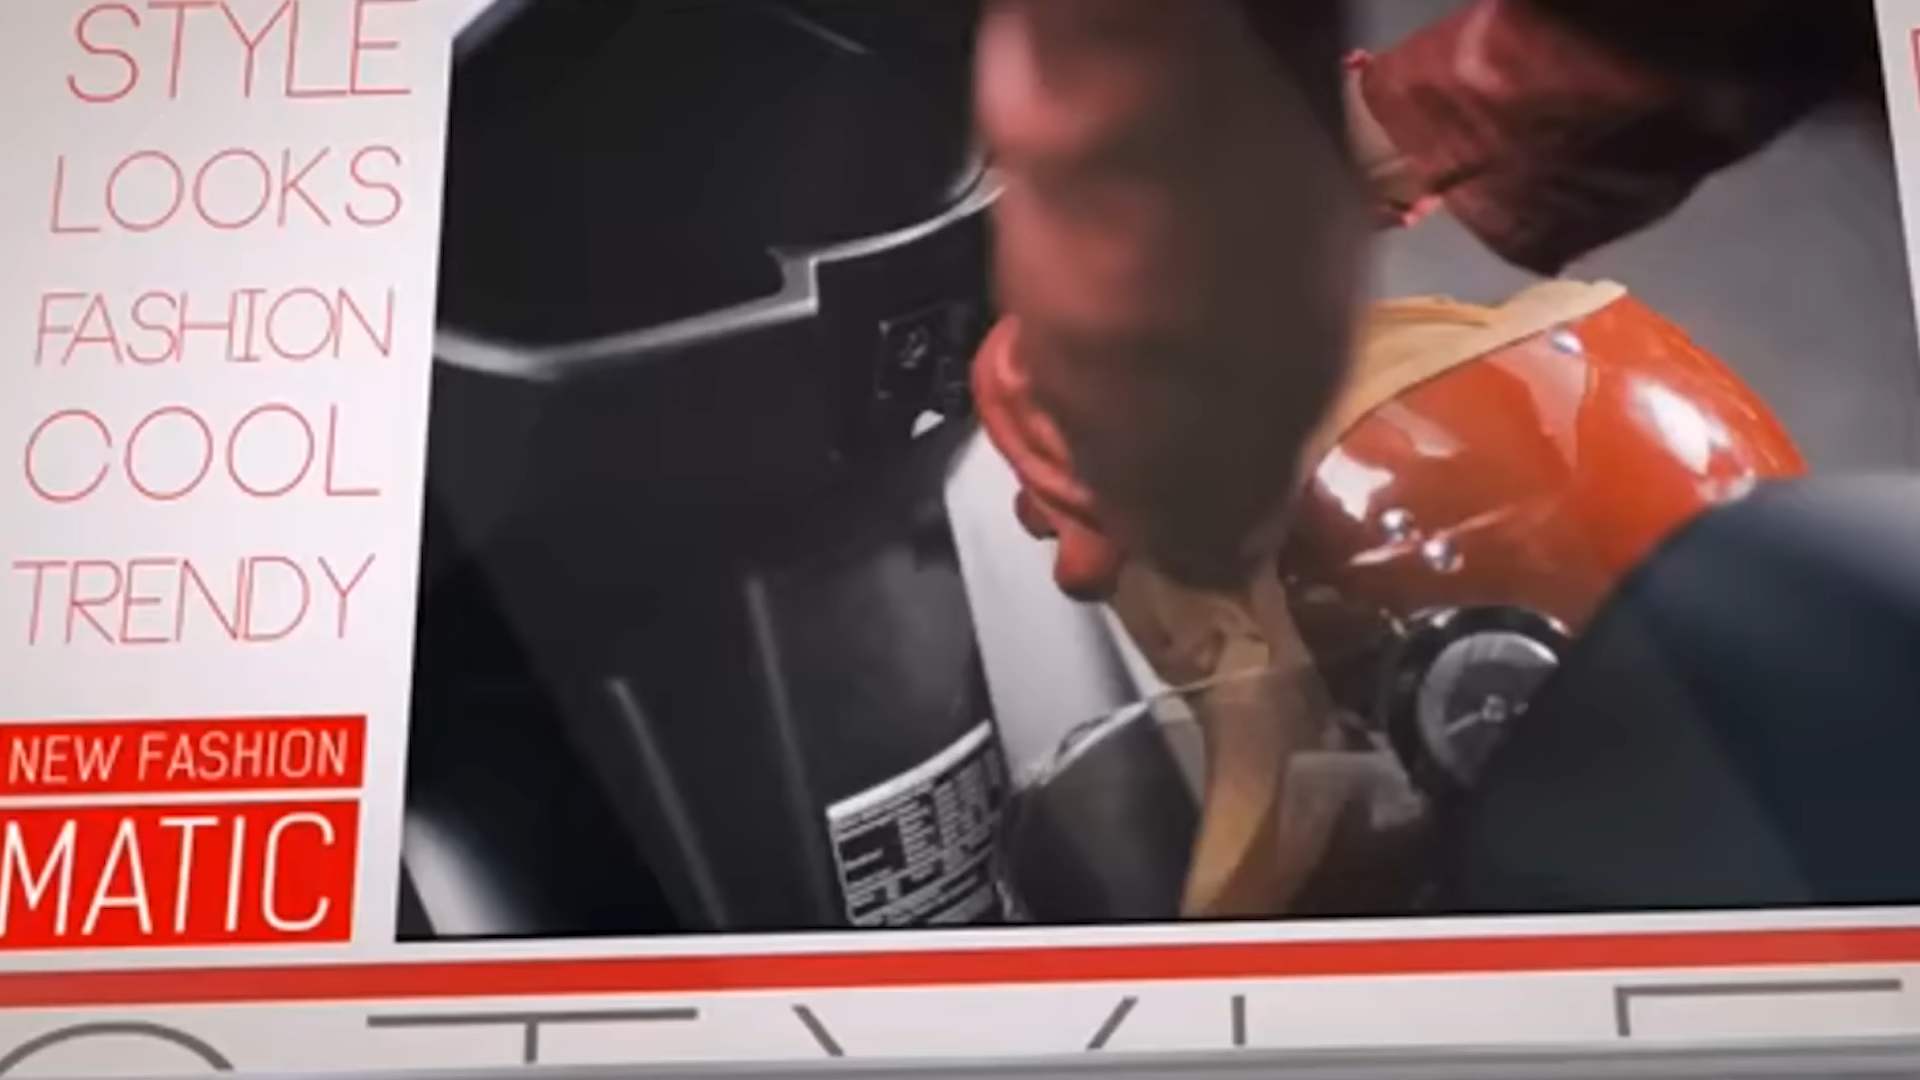 STYLE
LOOKS
FASHION
COOL
TRENDY
NEW FASHION
MATIC